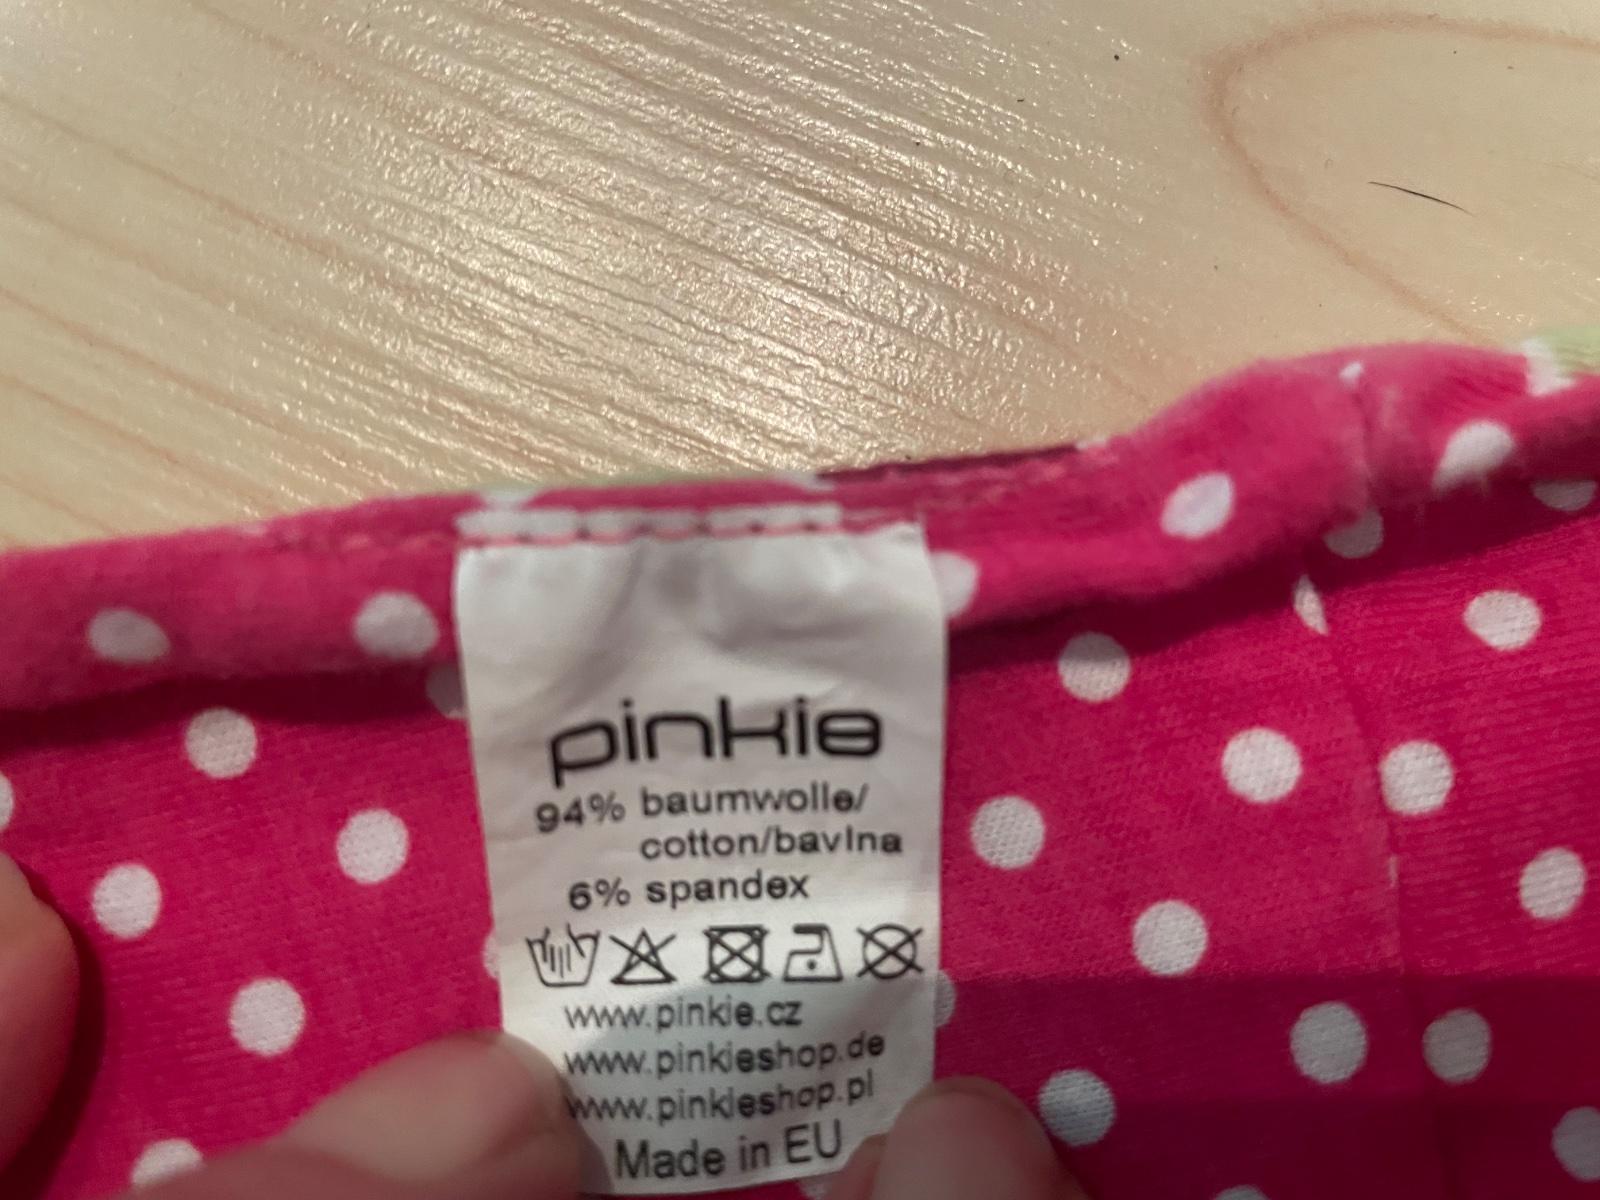 pinkie
94% baumwolle/
cotton/bavlna
6% spandex
www.pinkie.cz
www.pinkieshop.de
www.pinkieshop.pl
Made in EU